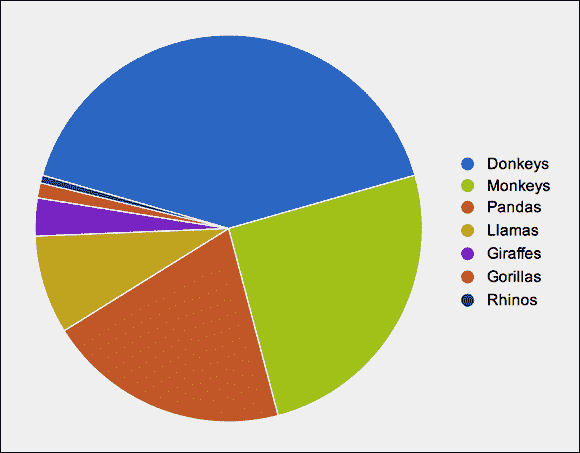 Donkeys
Monkeys
Pandas
Llamas
Giraffes
Gorillas
Rhinos